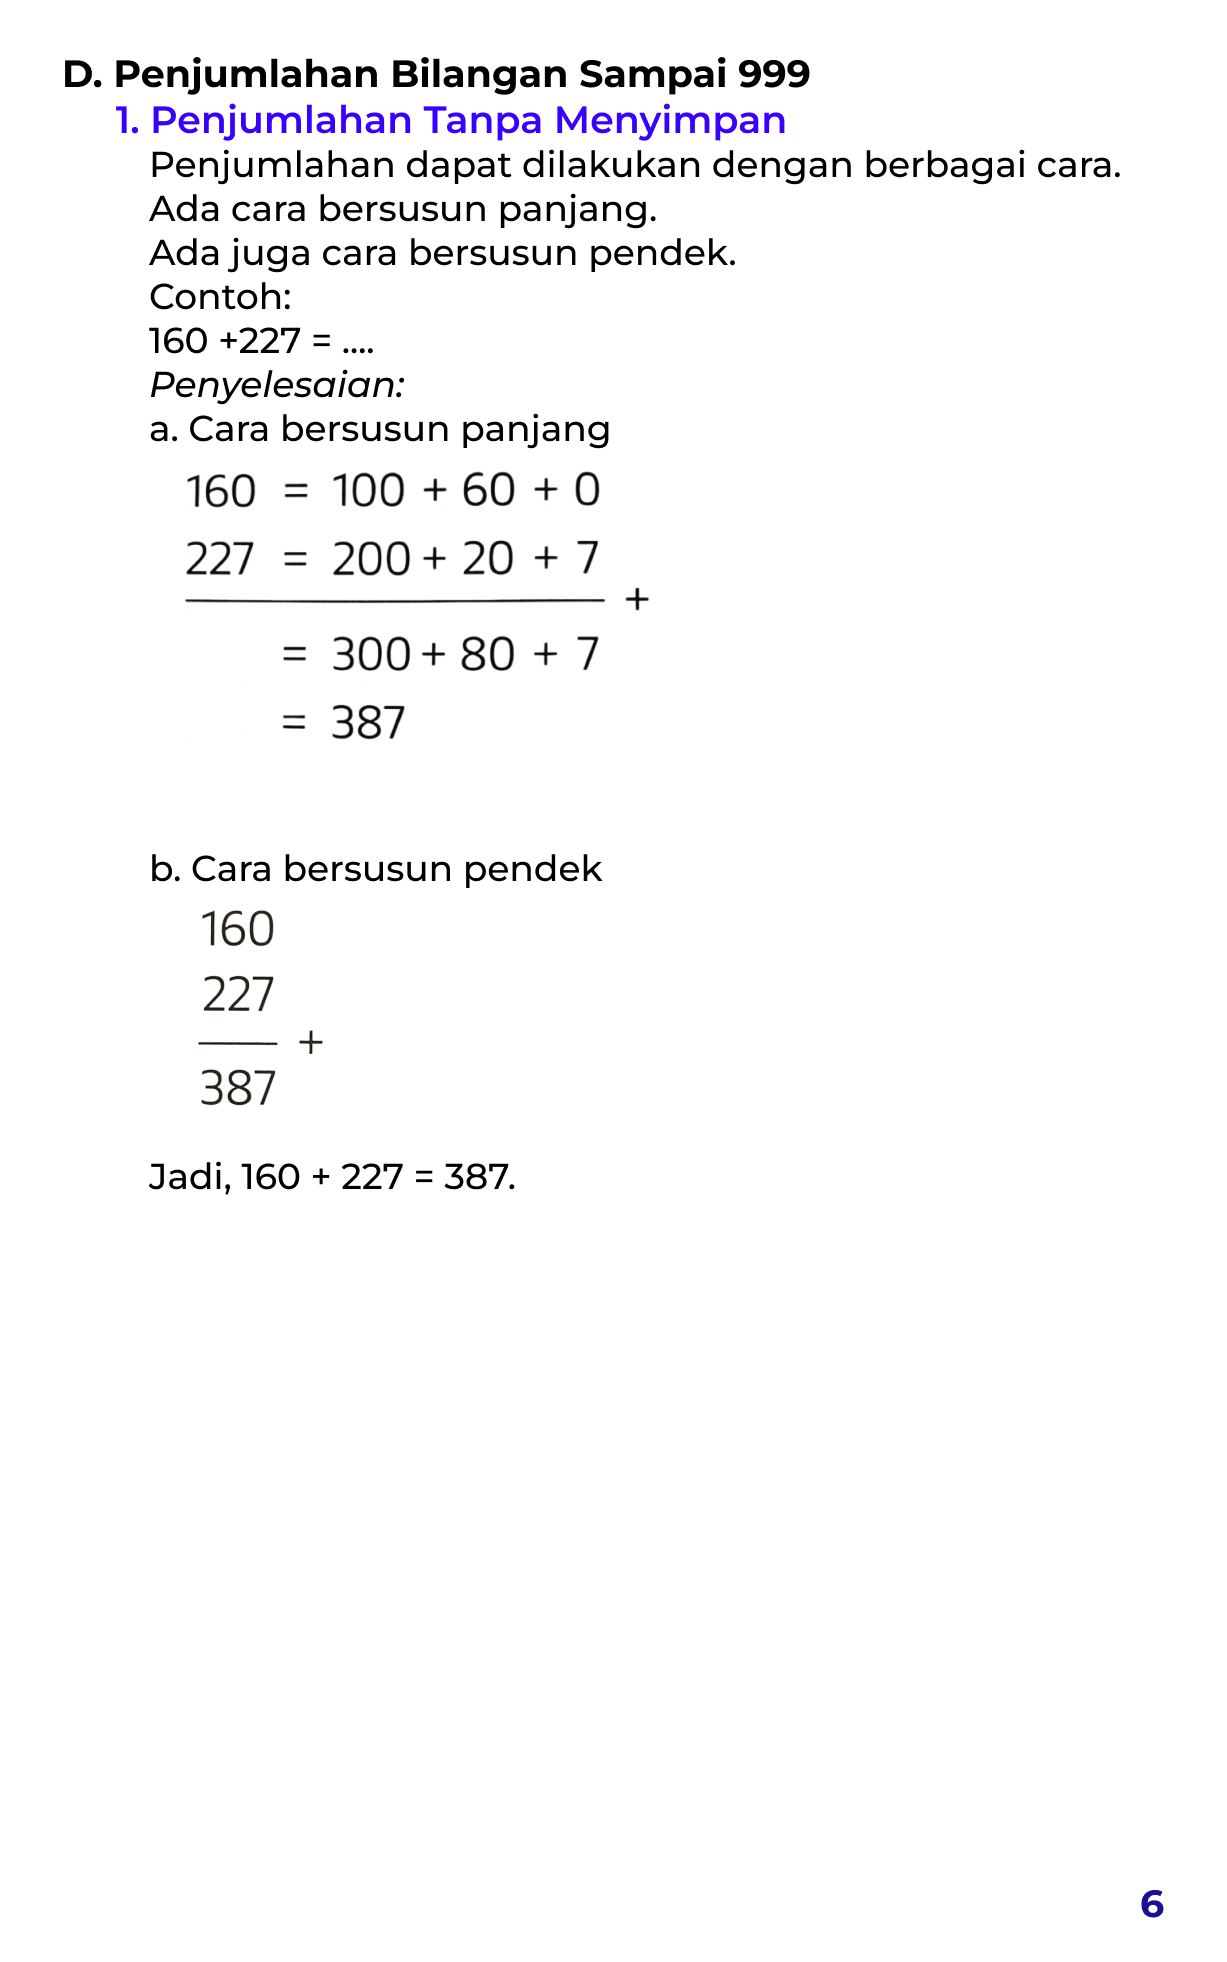 D. Penjumlahan Bilangan Sampai 999
1. Penjumlahan Tanpa Menyimpan
Penjumlahan dapat dilakukan dengan berbagai cara.
Ada cara bersusun panjang.
Ada juga cara bersusun pendek.
Contoh:
160 +227 = ....
Penyelesaian:
a. Cara bersusun panjang
160 = 100 + 60 + 0
227 = 200 + 20 + 7
+
= 300 + 80 + 7
= 387
b. Cara bersusun pendek
160
227
+
387
Jadi, 160 + 227 = 387.
6